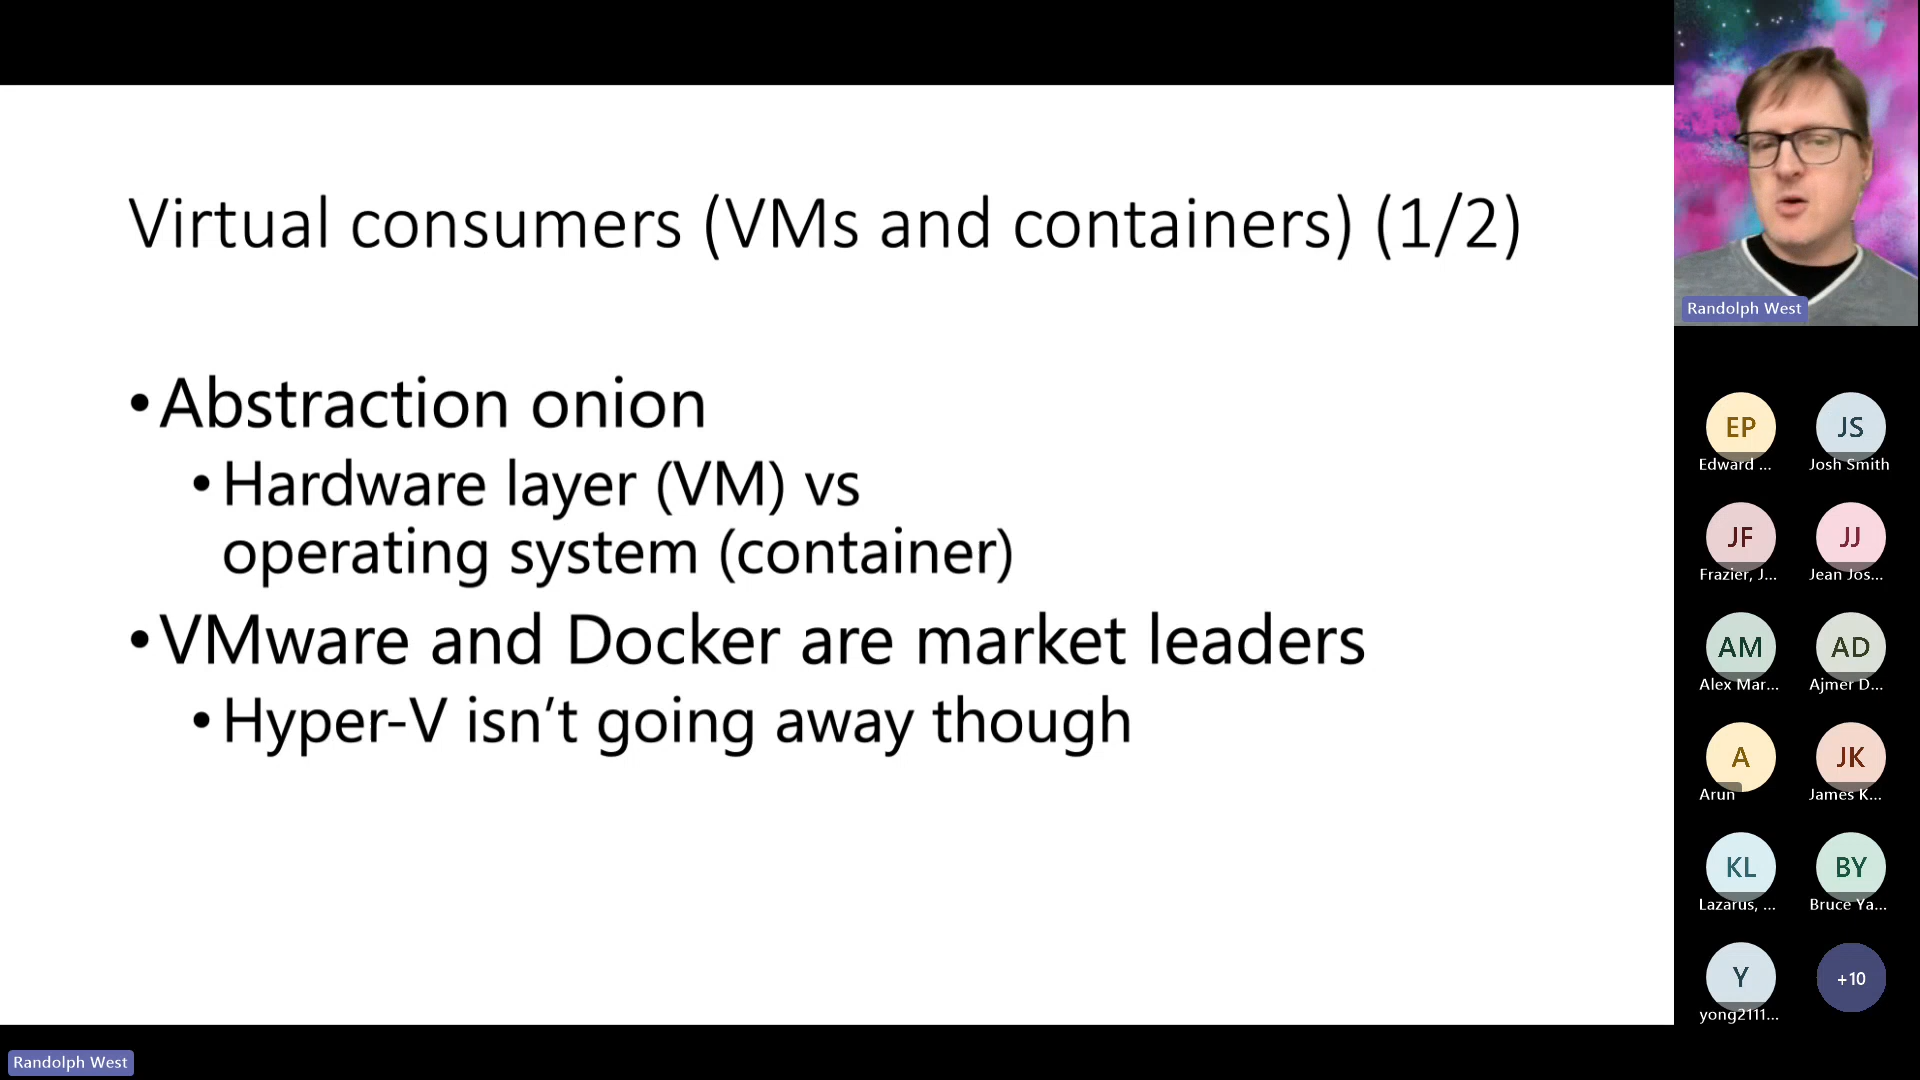 Virtual consumers (VMs and containers) (1/2)
•Abstraction onion
•Hardware layer (VM) vs
operating system (container)
•VMware and Docker are market leaders
•Hyper-V isn’t going away though
Randolph West
EP
JS
Edward ...
Josh Smith
JF
JJ
Frazier, J...
Jean Jos...
AM
AD
Alex Mar...
Ajmer D...
A
JK
Arun
James K...
KL
BY
Lazarus, ...
Bruce Ya...
Y
+10
yong2111...
Randolph West